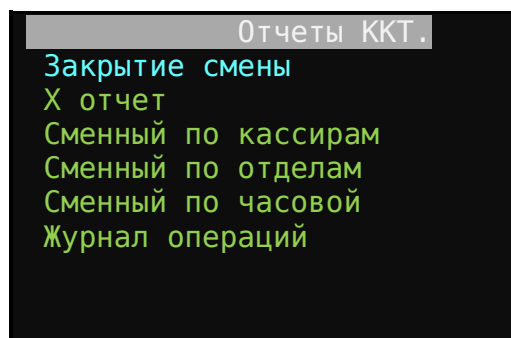 Отчеты ККТ.
Закрытие смены
X отчет
Сменный по кассирам
Сменный по отделам
Сменный по часовой
Журнал операций